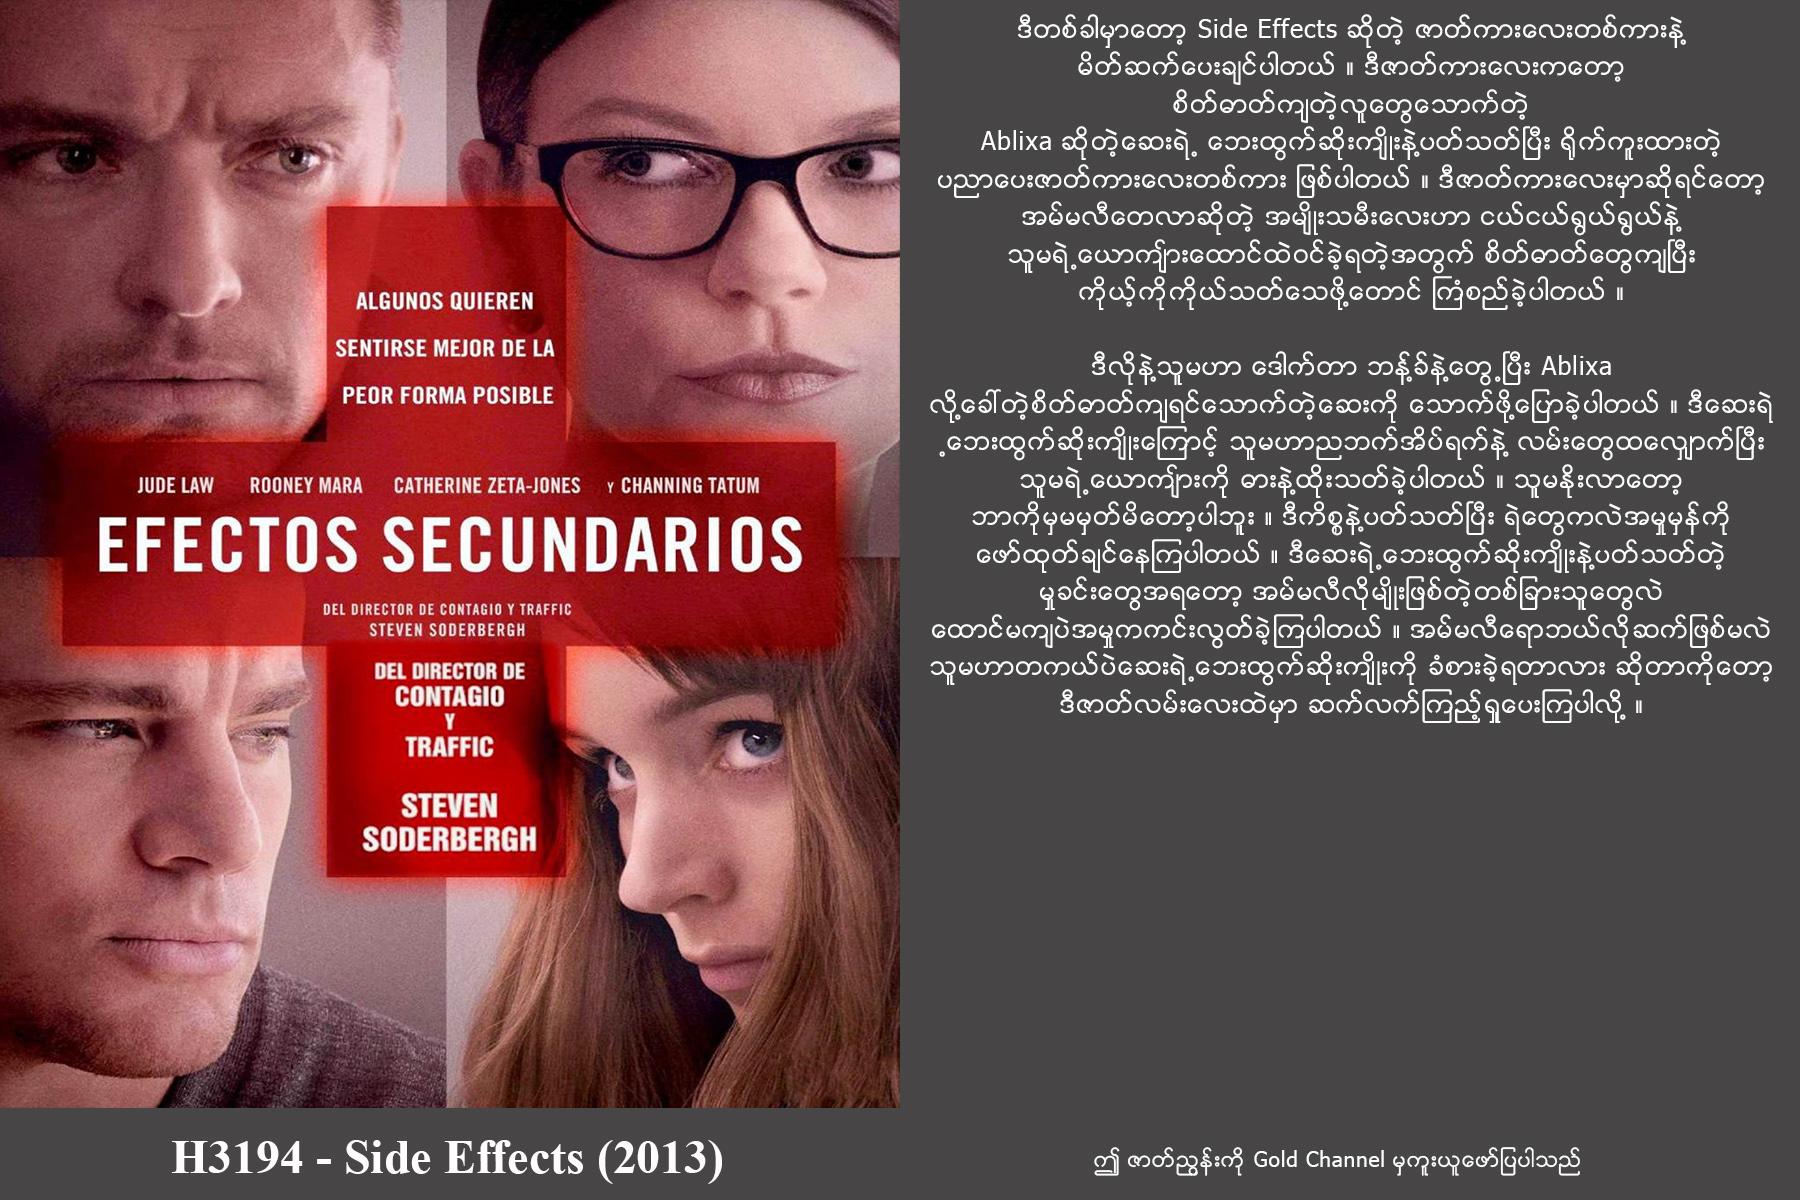 ALGUNOS QUIEREN
SENTIRSE MEJOR DE LA
PEOR FORMA POSIBLE
JUDE LAW ROONEY MARA CATHERINE ZETA-JONES Y CHANNING TATUM
EFECTOS SECUNDARIOS
DEL DIRECTOR DE CONTAGIO Y TRAFFIC
STEVEN SODERBERGH
DEL DIRECTOR DE
CONTAGIO
Y
TRAFFIC
STEVEN
SODERBERGH
H3194 - Side Effects (2013)
ဒီတစ်ခါမှာတော့ Side Effects ဆိုတဲ့ ဇာတ်ကားလေးတစ်ကားနဲ့
မိတ်ဆက်ပေးချင်ပါတယ် ။ ဒီဇာတ်ကားလေးကတော့
စိတ်ဓာတ်ကျတဲ့လူတွေသောက်တဲ့
Ablixa ဆိုတဲ့ဆေးရဲ့ ဘေးထွက်ဆိုးကျိုးနဲ့ပတ်သတ်ပြီး ရိုက်ကူးထားတဲ့
ပညာပေးဇာတ်ကားလေးတစ်ကား ဖြစ်ပါတယ် ။ ဒီဇာတ်ကားလေးမှာဆိုရင်တော့
အမ်မလီတေလာဆိုတဲ့ အမျိုးသမီးလေးဟာ ငယ်ငယ်ရွယ်ရွယ်နဲ့
သူမရဲ့ယောကျ်ားထောင်ထဲဝင်ခဲ့ရတဲ့အတွက် စိတ်ဓာတ်တွေကျပြီး
ကိုယ့်ကိုကိုယ်သတ်သေဖို့တောင် ကြံစည်ခဲ့ပါတယ် ။
ဒီလိုနဲ့သူမဟာ ဒေါက်တာ ဘန့်ခ်နဲ့တွေ့ပြီး Ablixa
လို့ခေါ်တဲ့စိတ်ဓာတ်ကျရင်သောက်တဲ့ဆေးကို သောက်ဖို့ပြောခဲ့ပါတယ် ။ ဒီဆေးရဲ
့ဘေးထွက်ဆိုးကျိုးကြောင့် သူမဟာညဘက်အိပ်ရက်နဲ့ လမ်းတွေထလျှောက်ပြီး
သူမရဲ့ယောကျ်ားကို ဓားနဲ့ထိုးသတ်ခဲ့ပါတယ် ။ သူမနိုးလာတော့
ဘာကိုမှမမှတ်မိတော့ပါဘူး ။ ဒီကိစ္စနဲ့ပတ်သတ်ပြီး ရဲတွေကလဲအမှုမှန်ကို
ဖော်ထုတ်ချင်နေကြပါတယ် ။ ဒီဆေးရဲ့ဘေးထွက်ဆိုးကျိုးနဲ့ပတ်သတ်တဲ့
မှုခင်းတွေအရတော့ အမ်မလီလိုမျိုးဖြစ်တဲ့တစ်ခြားသူတွေလဲ
ထောင်မကျပဲအမှုကကင်းလွတ်ခဲ့ကြပါတယ် ။ အမ်မလီရောဘယ်လိုဆက်ဖြစ်မလဲ
သူမဟာတကယ်ပဲဆေးရဲ့ဘေးထွက်ဆိုးကျိုးကို ခံစားခဲ့ရတာလား ဆိုတာကိုတော့
ဒီဇာတ်လမ်းလေးထဲမှာ ဆက်လက်ကြည့်ရှုပေးကြပါလို့ ။
ဤ ဇာတ်ညွှန်းကို Gold Channel မှကူးယူဖော်ပြပါသည်